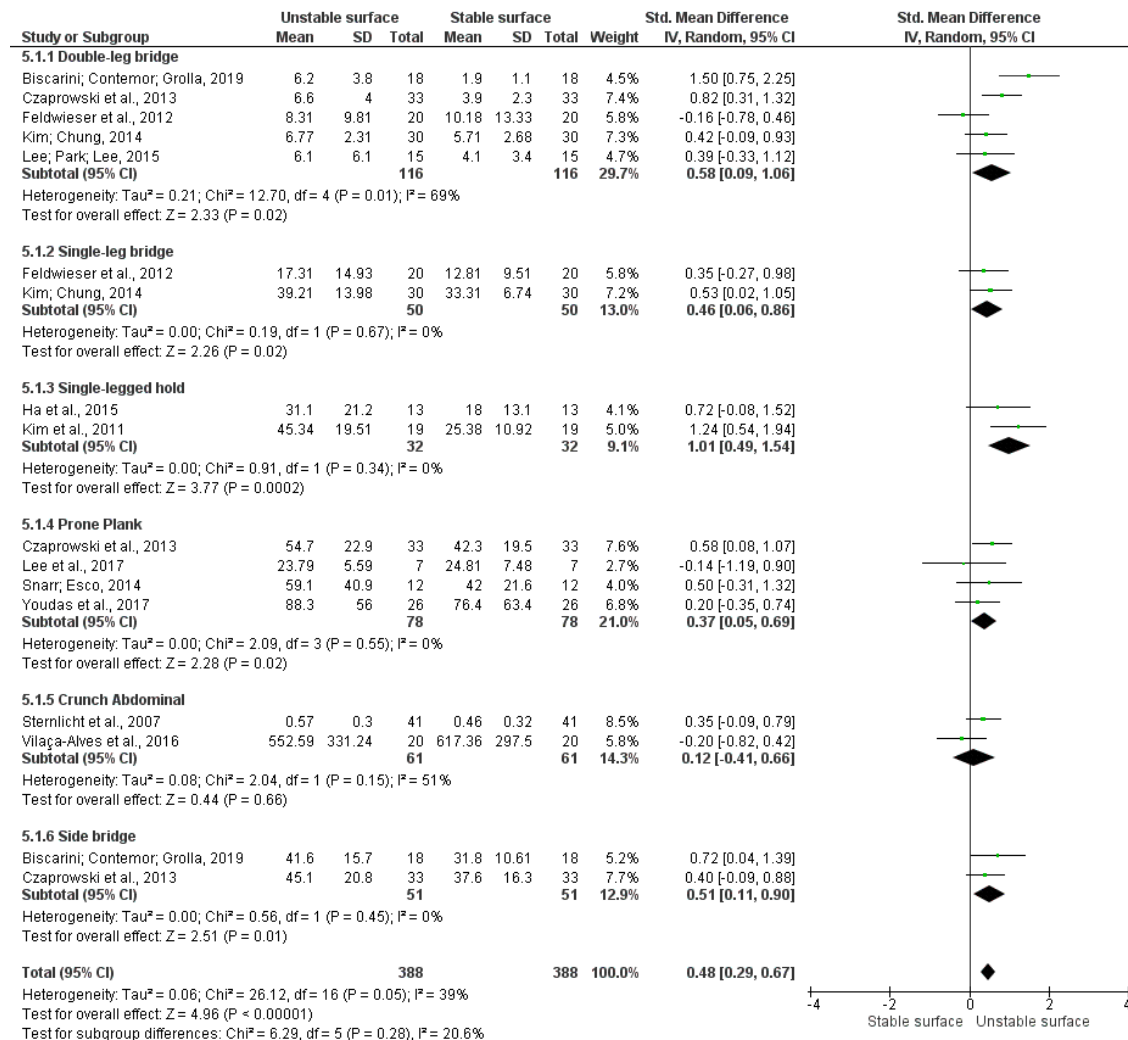 Unstable surface Stable surface Std. Mean Difference Std. Mean Difference
Study or Subgroup Mean SD Total Mean SD Total Weight IV, Random, 95% CI IV, Random, 95% CI
5.1.1 Double-leg bridge
Biscarini; Contemor; Grolla, 2019 6.2 3.8 18 1.9 1.1 18 4.5% 1.50 [0.75, 2.25]
Czaprowski et al., 2013 6.6 4 33 3.9 2.3 33 7.4% 0.82 [0.31, 1.32]
Feldwieser et al., 2012 8.31 9.81 20 10.18 13.33 20 5.8% -0.16 [-0.78, 0.46]
Kim; Chung, 2014 6.77 2.31 30 5.71 2.68 30 7.3% 0.42 [-0.09, 0.93]
Lee; Park; Lee, 2015 6.1 6.1 15 4.1 3.4 15 4.7% 0.39 [-0.33, 1.12]
Subtotal (95% CI) 116 116 29.7% 0.58 [0.09, 1.06]
Heterogeneity: Tau² = 0.21; Chi² = 12.70, df = 4 (P = 0.01); I² = 69%
Test for overall effect: Z = 2.33 (P = 0.02)
5.1.2 Single-leg bridge
Feldwieser et al., 2012 17.31 14.93 20 12.81 9.51 20 5.8% 0.35 [-0.27, 0.98]
Kim; Chung, 2014 39.21 13.98 30 33.31 6.74 30 7.2% 0.53 [0.02, 1.05]
Subtotal (95% CI) 50 50 13.0% 0.46 [0.06, 0.86]
Heterogeneity: Tau² = 0.00; Chi² = 0.19, df = 1 (P = 0.67); I² = 0%
Test for overall effect: Z = 2.26 (P = 0.02)
5.1.3 Single-legged hold
Ha et al., 2015 31.1 21.2 13 18 13.1 13 4.1% 0.72 [-0.08, 1.52]
Kim et al., 2011 45.34 19.51 19 25.38 10.92 19 5.0% 1.24 [0.54, 1.94]
Subtotal (95% CI) 32 32 9.1% 1.01 [0.49, 1.54]
Heterogeneity: Tau² = 0.00; Chi² = 0.91, df = 1 (P = 0.34); I² = 0%
Test for overall effect: Z = 3.77 (P = 0.0002)
5.1.4 Prone Plank
Czaprowski et al., 2013 54.7 22.9 33 42.3 19.5 33 7.6% 0.58 [0.08, 1.07]
Lee et al., 2017 23.79 5.59 7 24.81 7.48 7 2.7% -0.14 [-1.19, 0.90]
Snarr; Esco, 2014 59.1 40.9 12 42 21.6 12 4.0% 0.50 [-0.31, 1.32]
Youdas et al., 2017 88.3 56 26 76.4 63.4 26 6.8% 0.20 [-0.35, 0.74]
Subtotal (95% CI) 78 78 21.0% 0.37 [0.05, 0.69]
Heterogeneity: Tau² = 0.00; Chi² = 2.09, df = 3 (P = 0.55); I² = 0%
Test for overall effect: Z = 2.28 (P = 0.02)
5.1.5 Crunch Abdominal
Sternlicht et al., 2007 0.57 0.3 41 0.46 0.32 41 8.5% 0.35 [-0.09, 0.79]
Vilaça-Alves et al., 2016 552.59 331.24 20 617.36 297.5 20 5.8% -0.20 [-0.82, 0.42]
Subtotal (95% CI) 61 61 14.3% 0.12 [-0.41, 0.66]
Heterogeneity: Tau² = 0.08; Chi² = 2.04, df = 1 (P = 0.15); I² = 51%
Test for overall effect: Z = 0.44 (P = 0.66)
5.1.6 Side bridge
Biscarini; Contemor; Grolla, 2019 41.6 15.7 18 31.8 10.61 18 5.2% 0.72 [0.04, 1.39]
Czaprowski et al., 2013 45.1 20.8 33 37.6 16.3 33 7.7% 0.40 [-0.09, 0.88]
Subtotal (95% CI) 51 51 12.9% 0.51 [0.11, 0.90]
Heterogeneity: Tau² = 0.00; Chi² = 0.56, df = 1 (P = 0.45); I² = 0%
Test for overall effect: Z = 2.51 (P = 0.01)
Total (95% CI) 388 388 100.0% 0.48 [0.29, 0.67]
Heterogeneity: Tau² = 0.06; Chi² = 26.12, df = 16 (P = 0.05); I² = 39%
Test for overall effect: Z = 4.96 (P < 0.00001)
Test for subgroup differences: Chi² = 6.29, df = 5 (P = 0.28), I² = 20.6%
-4 -2 0 2 4
Stable surface Unstable surface